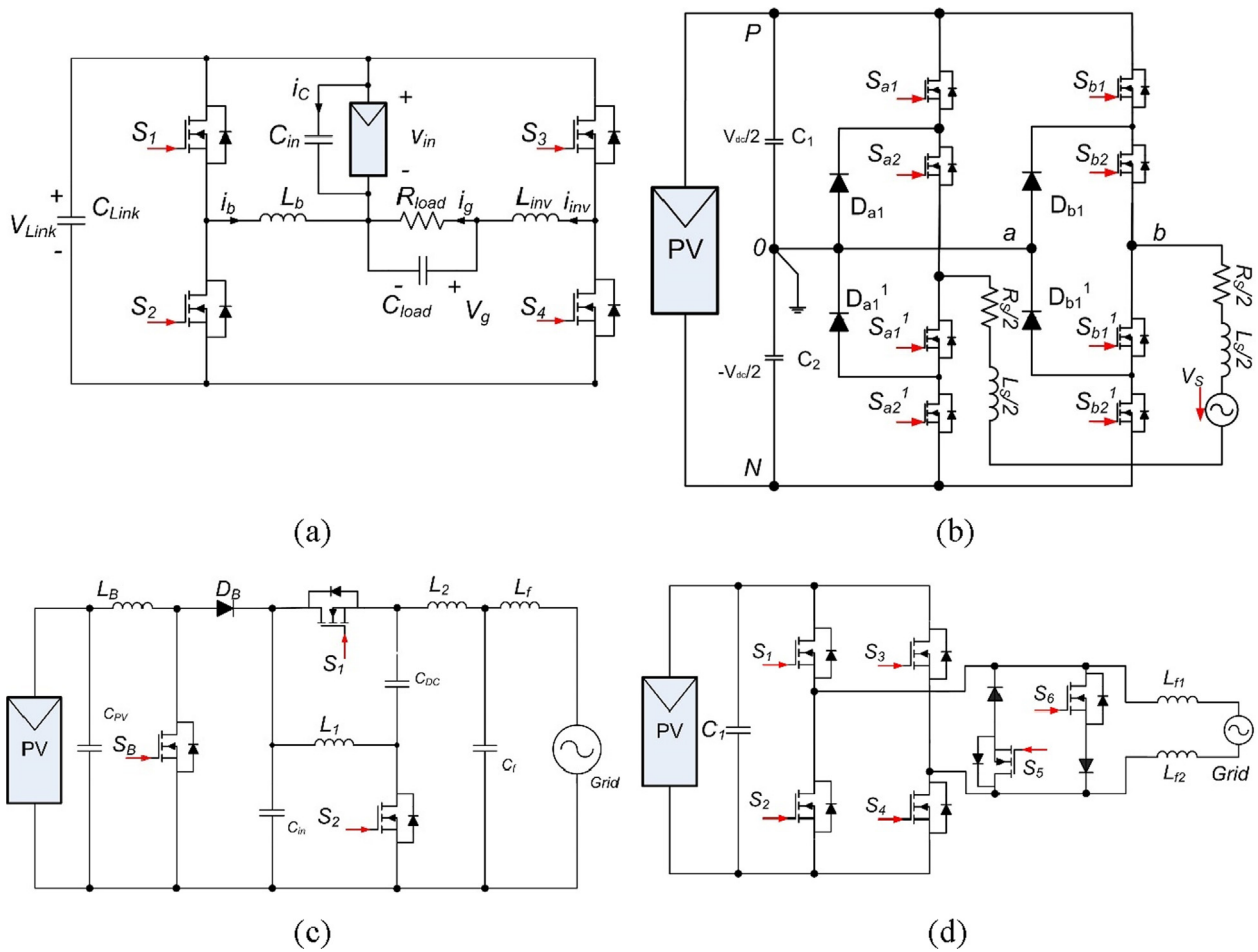 i_C
+
C_in
v_in
-
S_1
S_3
+
C_Link
V_Link
-
i_b
L_b
R_load
i_g
L_inv
i_inv
-
+
C_load
V_g
S_2
S_4
(a)
P
S_a1
S_b1
V_dc/2
C_1
S_a2
S_b2
D_a1
D_b1
PV
0
a
b
R_S/2
D_a1^1
R_S/2
D_b1^1
S_a1^1
S_b1^1
L_S/2
-V_dc/2
C_2
L_S/2
V_S
S_a2^1
S_b2^1
N
(b)
L_B
D_B
L_2
L_f
S_1
C_DC
C_PV
PV
S_B
L_1
C_f
Grid
C_in
S_2
(c)
S_1
S_3
PV
C_1
S_6
L_f1
S_5
L_f2
Grid
S_2
S_4
(d)